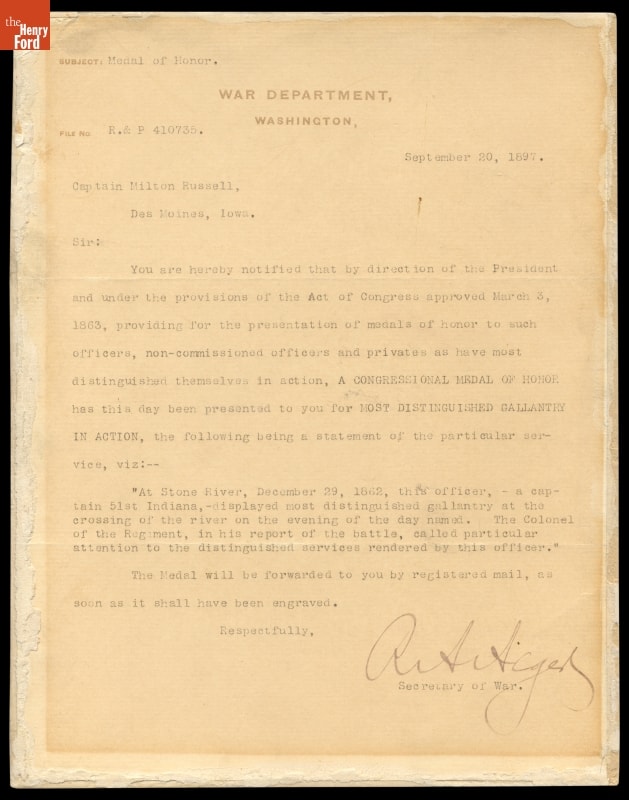 the
Henry
Ford
SUBJECT: Medal of Honor.
WAR DEPARTMENT,
WASHINGTON,
FILE NO. R.& P 410735.
September 20, 1897.
Captain Milton Russell,
Des Moines, Iowa.
Sir:
You are hereby notified that by direction of the President
and under the provisions of the Act of Congress approved March 3,
1863, providing for the presentation of medals of honor to such
officers, non-commissioned officers and privates as have most
distinguished themselves in action, A CONGRESSIONAL MEDAL OF HONOR
has this day been presented to you for MOST DISTINGUISHED GALLANTRY
IN ACTION, the following being a statement of the particular ser-
vice, viz:--
"At Stone River, December 29, 1862, this officer, - a cap-
tain 51st Indiana,-displayed most distinguished gallantry at the
crossing of the river on the evening of the day named. The Colonel
of the Regiment, in his report of the battle, called particular
attention to the distinguished services rendered by this officer."
The Medal will be forwarded to you by registered mail, as
soon as it shall have been engraved.
Respectfully,
R A Alger
Secretary of War.